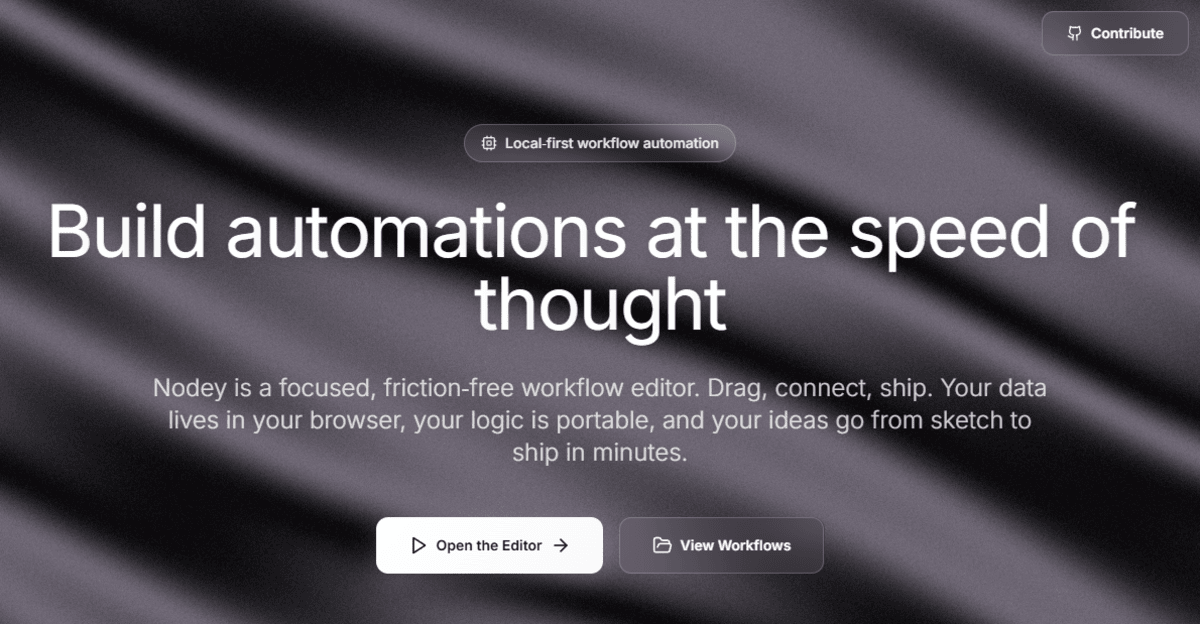 Contribute
Local-first workflow automation
Build automations at the speed of
thought
Nodey is a focused, friction-free workflow editor. Drag, connect, ship. Your data
lives in your browser, your logic is portable, and your ideas go from sketch to
ship in minutes.
Open the Editor
View Workflows